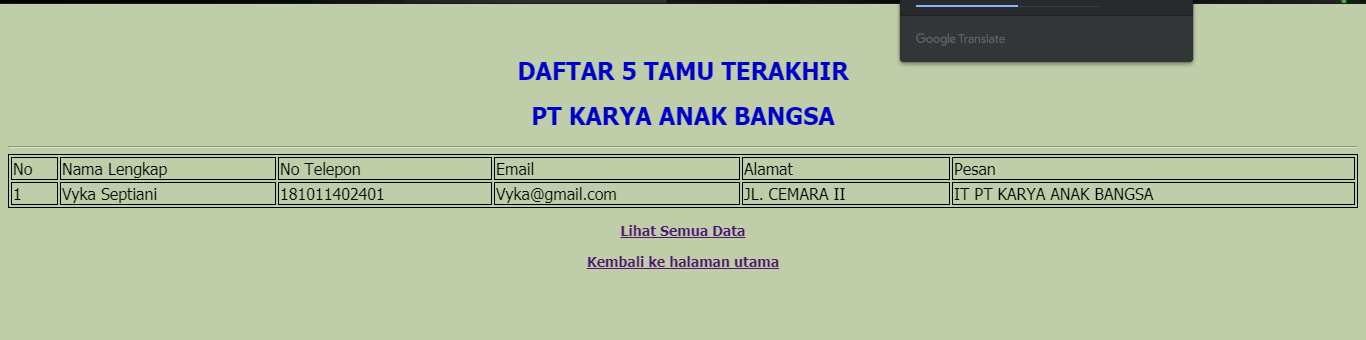 Google Translate
DAFTAR 5 TAMU TERAKHIR
PT KARYA ANAK BANGSA
No Nama Lengkap No Telepon Email Alamat Pesan
1 Vyka Septiani 181011402401 Vyka@gmail.com JL. CEMARA II IT PT KARYA ANAK BANGSA
Lihat Semua Data
Kembali ke halaman utama